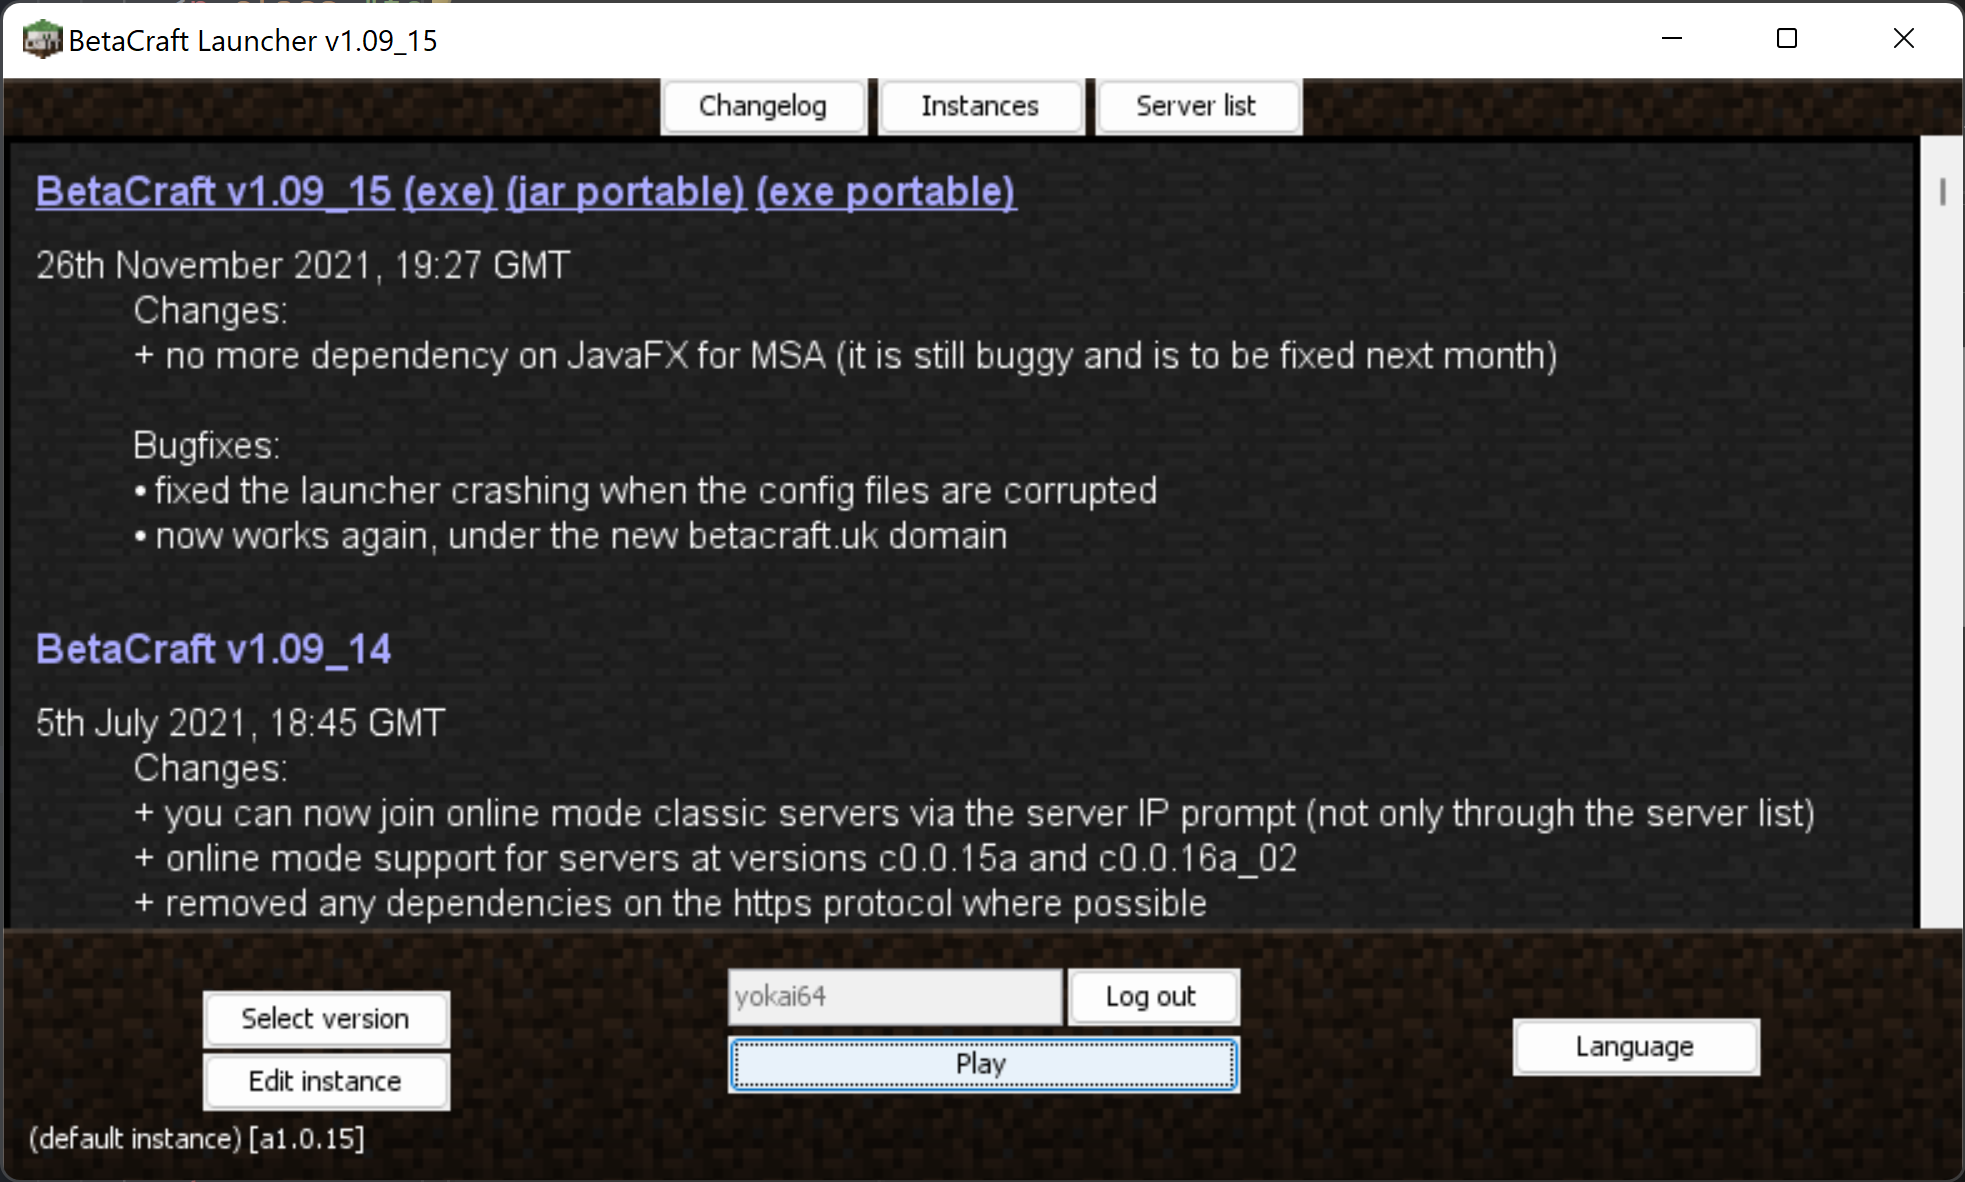 BetaCraft Launcher v1.09_15
Changelog
Instances
Server list
BetaCraft v1.09_15 (exe) (jar portable) (exe portable)
26th November 2021, 19:27 GMT
Changes:
+ no more dependency on JavaFX for MSA (it is still buggy and is to be fixed next month)
Bugfixes:
• fixed the launcher crashing when the config files are corrupted
• now works again, under the new betacraft.uk domain
BetaCraft v1.09_14
5th July 2021, 18:45 GMT
Changes:
+ you can now join online mode classic servers via the server IP prompt (not only through the server list)
+ online mode support for servers at versions c0.0.15a and c0.0.16a_02
+ removed any dependencies on the https protocol where possible
Select version
Edit instance
(default instance) [a1.0.15]
yokai64
Log out
Play
Language